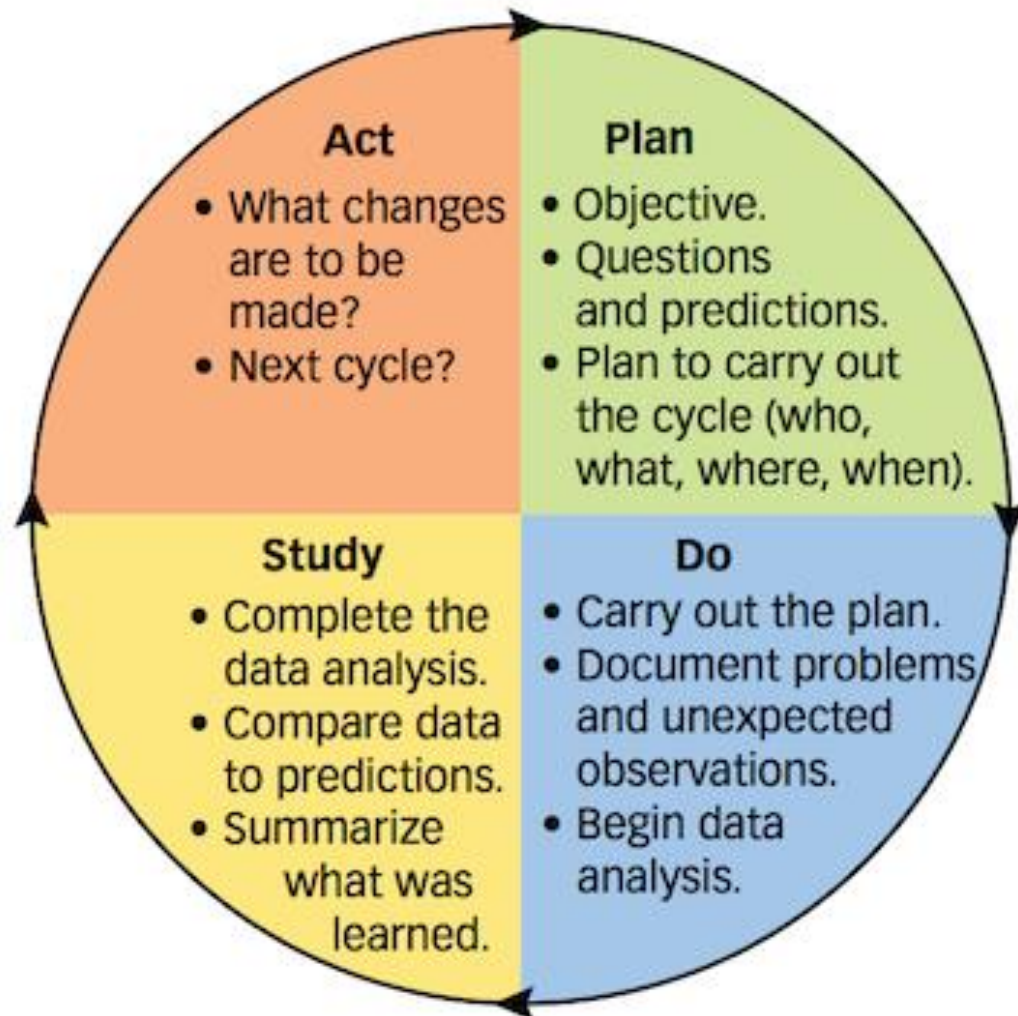 Act
• What changes
are to be
made?
• Next cycle?
Plan
• Objective.
• Questions
and predictions.
• Plan to carry out
the cycle (who,
what, where, when).
Study
• Complete the
data analysis.
• Compare data
to predictions.
• Summarize
what was
learned.
Do
• Carry out the plan.
• Document problems
and unexpected
observations.
• Begin data
analysis.